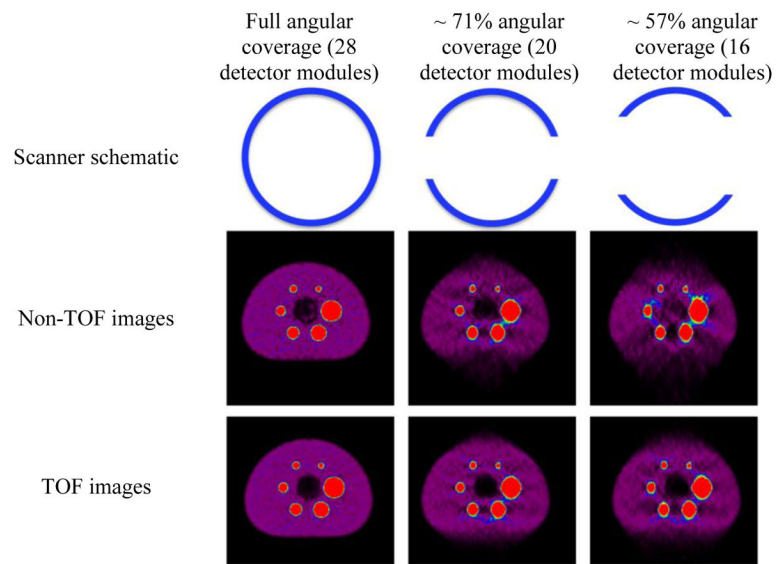 Full angular
coverage (28
detector modules)
~ 71% angular
coverage (20
detector modules)
~ 57% angular
coverage (16
detector modules)
Scanner schematic
Non-TOF images
TOF images